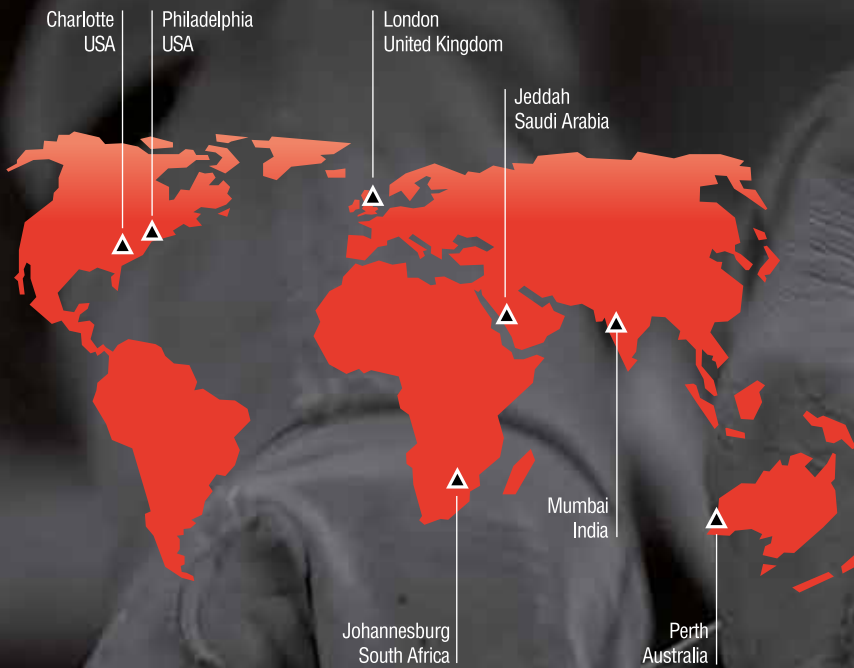 Charlotte
USA
Philadelphia
USA
London
United Kingdom
Jeddah
Saudi Arabia
Mumbai
India
Johannesburg
South Africa
Perth
Australia